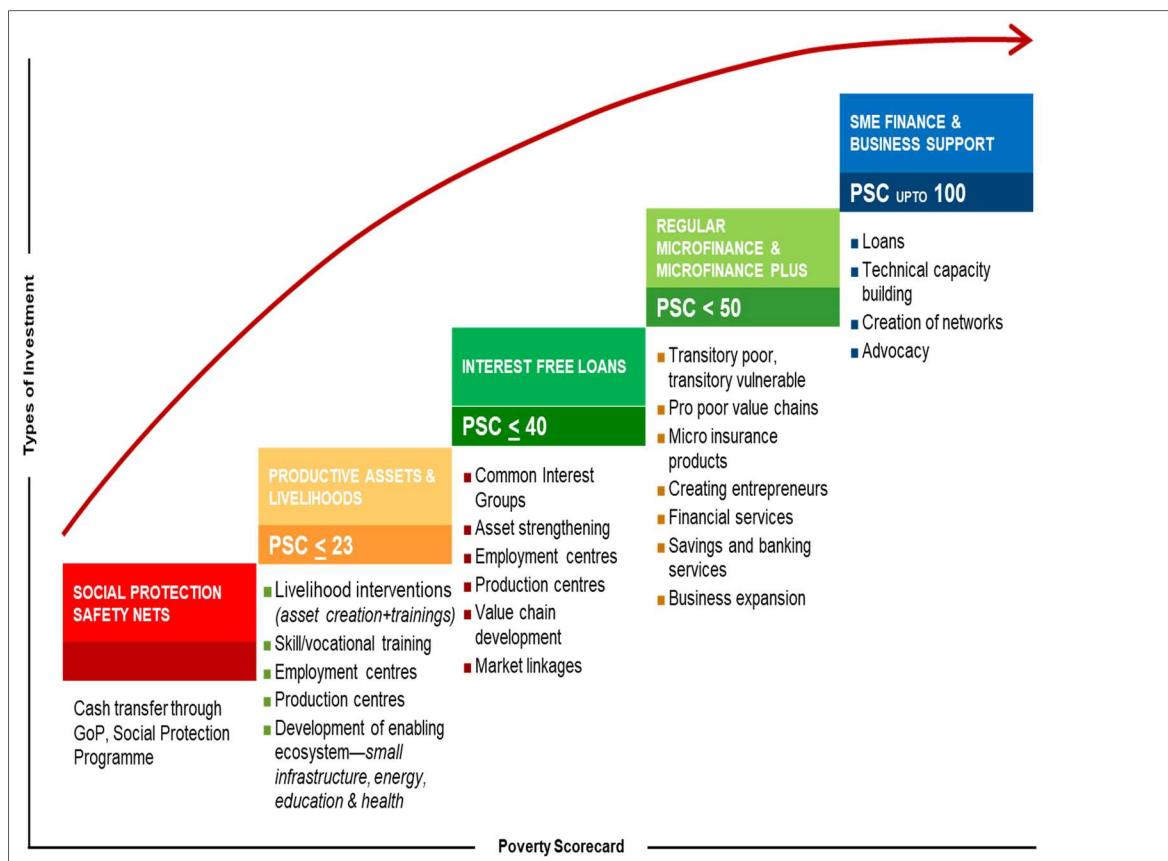 Types of Investment
SOCIAL PROTECTION
SAFETY NETS
Cash transfer through
GoP, Social Protection
Programme
PRODUCTIVE ASSETS &
LIVELIHOODS
PSC ≤ 23
■ Livelihood interventions
(asset creation+trainings)
■ Skill/vocational training
■ Employment centres
■ Production centres
■ Development of enabling
ecosystem—small
infrastructure, energy,
education & health
INTEREST FREE LOANS
PSC ≤ 40
■ Common Interest
Groups
■ Asset strengthening
■ Employment centres
■ Production centres
■ Value chain
development
■ Market linkages
REGULAR
MICROFINANCE &
MICROFINANCE PLUS
PSC < 50
■ Transitory poor,
transitory vulnerable
■ Pro poor value chains
■ Micro insurance
products
■ Creating entrepreneurs
■ Financial services
■ Savings and banking
services
■ Business expansion
SME FINANCE &
BUSINESS SUPPORT
PSC UPTO 100
■ Loans
■ Technical capacity
building
■ Creation of networks
■ Advocacy
Poverty Scorecard